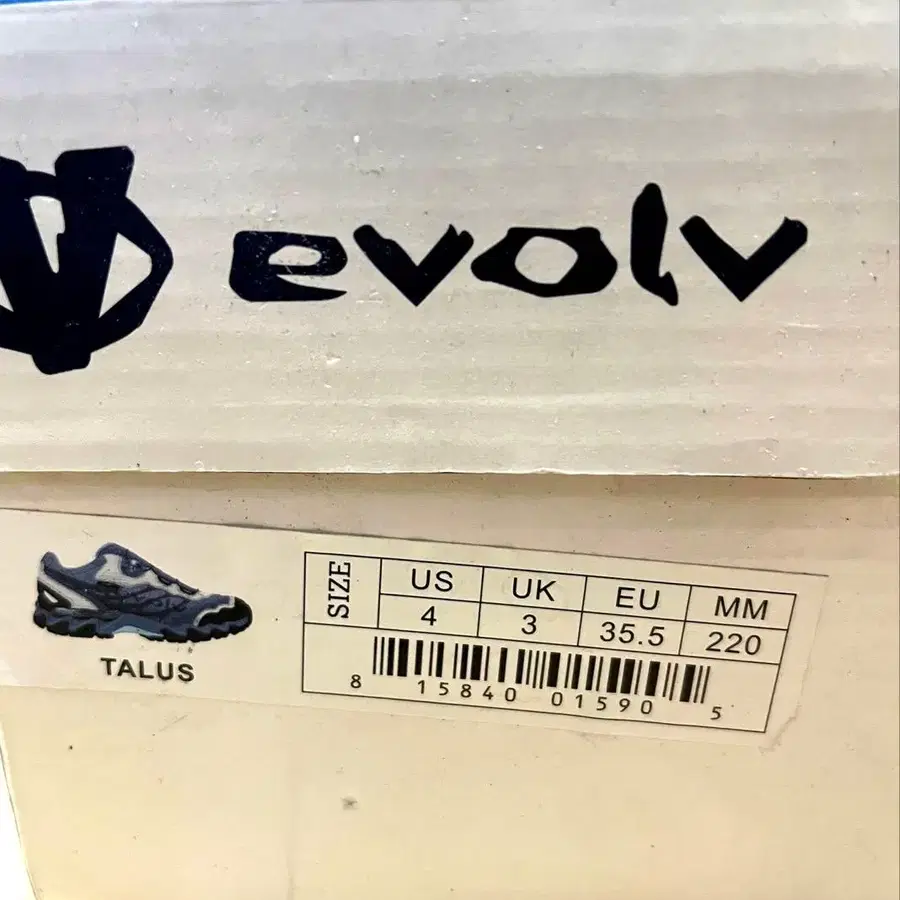 evolv
TALUS
SIZE US UK EU MM
4 3 35.5 220
8 15840 01590 5